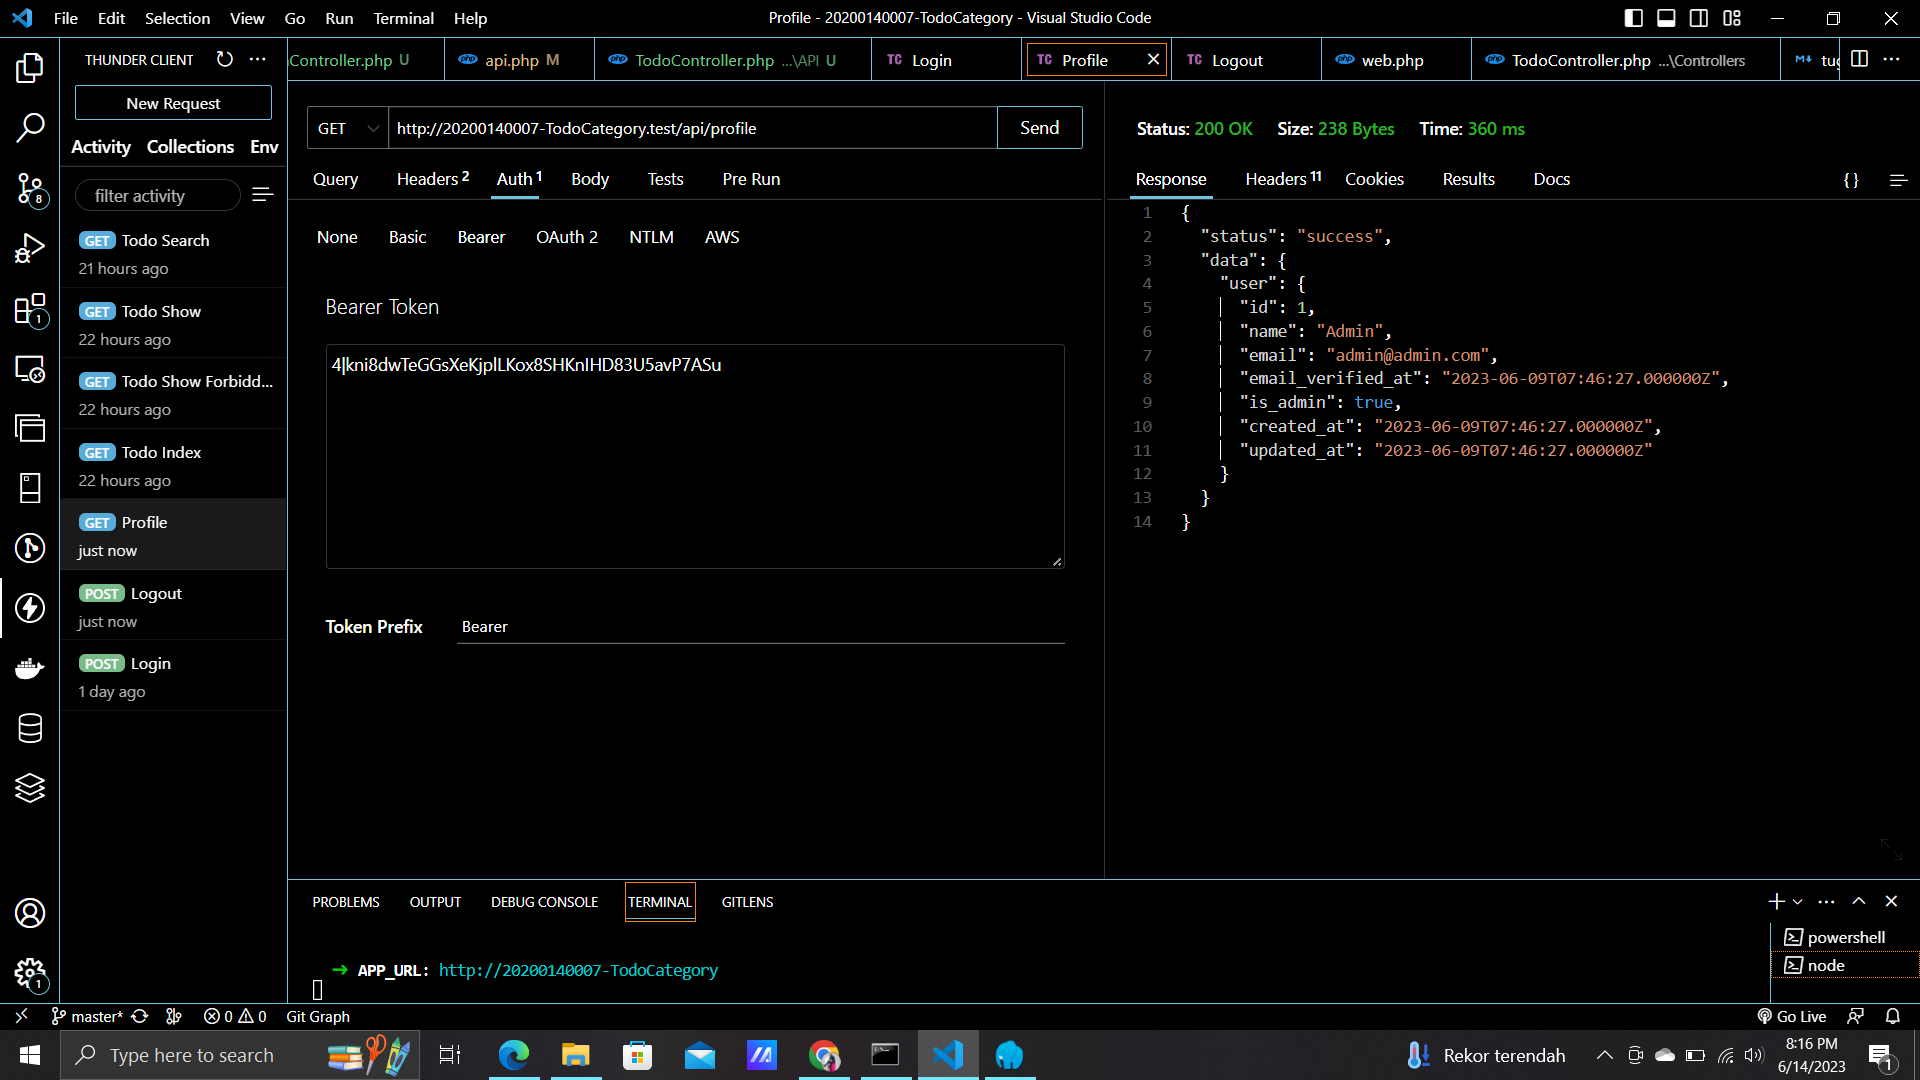 File Edit Selection View Go Run Terminal Help
Profile - 20200140007-TodoCategory - Visual Studio Code
THUNDER CLIENT
Controller.php U
api.php M
TodoController.php ...\API U
TC Login
TC Profile
TC Logout
web.php
TodoController.php ...\Controllers
New Request
Activity Collections Env
filter activity
GET Todo Search
21 hours ago
GET Todo Show
22 hours ago
GET Todo Show Forbidd...
22 hours ago
GET Todo Index
22 hours ago
GET Profile
just now
POST Logout
just now
POST Login
1 day ago
8
1
1
GET http://20200140007-TodoCategory.test/api/profile Send
Query Headers 2 Auth 1 Body Tests Pre Run
None Basic Bearer OAuth 2 NTLM AWS
Bearer Token
4|kni8dwTeGGsXeKjplLKox8SHKnIHD83U5avP7ASu
Token Prefix Bearer
Status: 200 OK Size: 238 Bytes Time: 360 ms
Response Headers 11 Cookies Results Docs { }
1 {
2 "status": "success",
3 "data": {
4 "user": {
5 "id": 1,
6 "name": "Admin",
7 "email": "admin@admin.com",
8 "email_verified_at": "2023-06-09T07:46:27.000000Z",
9 "is_admin": true,
10 "created_at": "2023-06-09T07:46:27.000000Z",
11 "updated_at": "2023-06-09T07:46:27.000000Z"
12 }
13 }
14 }
PROBLEMS OUTPUT DEBUG CONSOLE TERMINAL GITLENS
➜ APP_URL: http://20200140007-TodoCategory
powershell
node
master* 0 0 Git Graph
Go Live
Type here to search
Rekor terendah
8:16 PM
6/14/2023
1